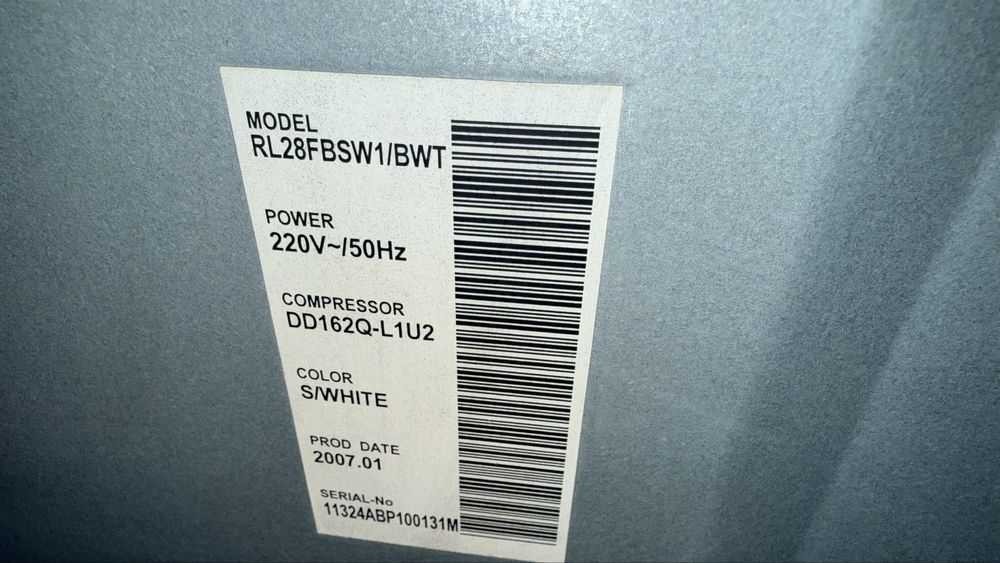 MODEL
RL28FBSW1/BWT
POWER
220V~/50Hz
COMPRESSOR
DD162Q-L1U2
COLOR
S/WHITE
PROD DATE
2007.01
SERIAL-No
11324ABP100131M